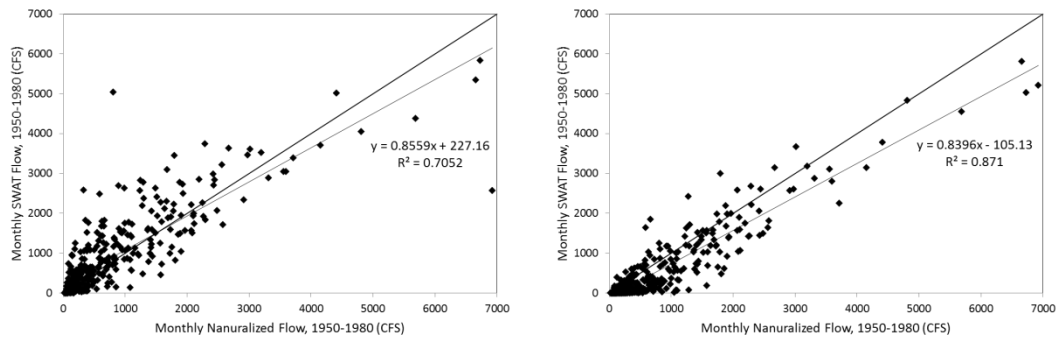 7000
6000
5000
4000
3000
2000
1000
0
Monthly SWAT Flow, 1950-1980 (CFS)
y = 0.8559x + 227.16
R² = 0.7052
0 1000 2000 3000 4000 5000 6000 7000
Monthly Nanuralized Flow, 1950-1980 (CFS)
7000
6000
5000
4000
3000
2000
1000
0
Monthly SWAT Flow, 1950-1980 (CFS)
y = 0.8396x - 105.13
R² = 0.871
0 1000 2000 3000 4000 5000 6000 7000
Monthly Nanuralized Flow, 1950-1980 (CFS)